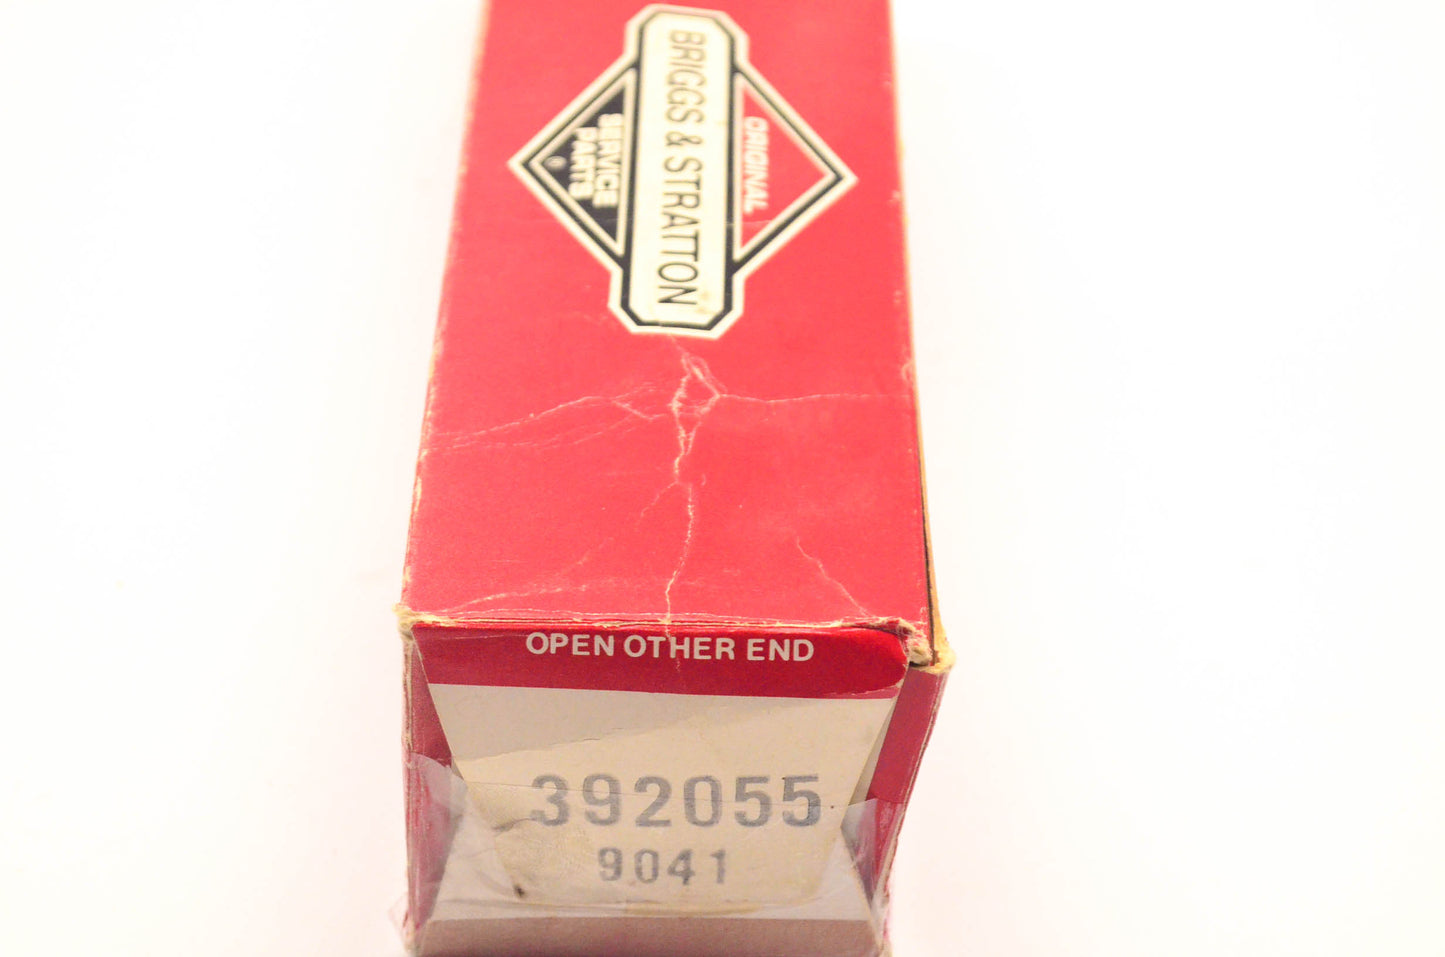 ORIGINAL
BRIGGS & STRATTON
SERVICE
PARTS
OPEN OTHER END
392055
9041